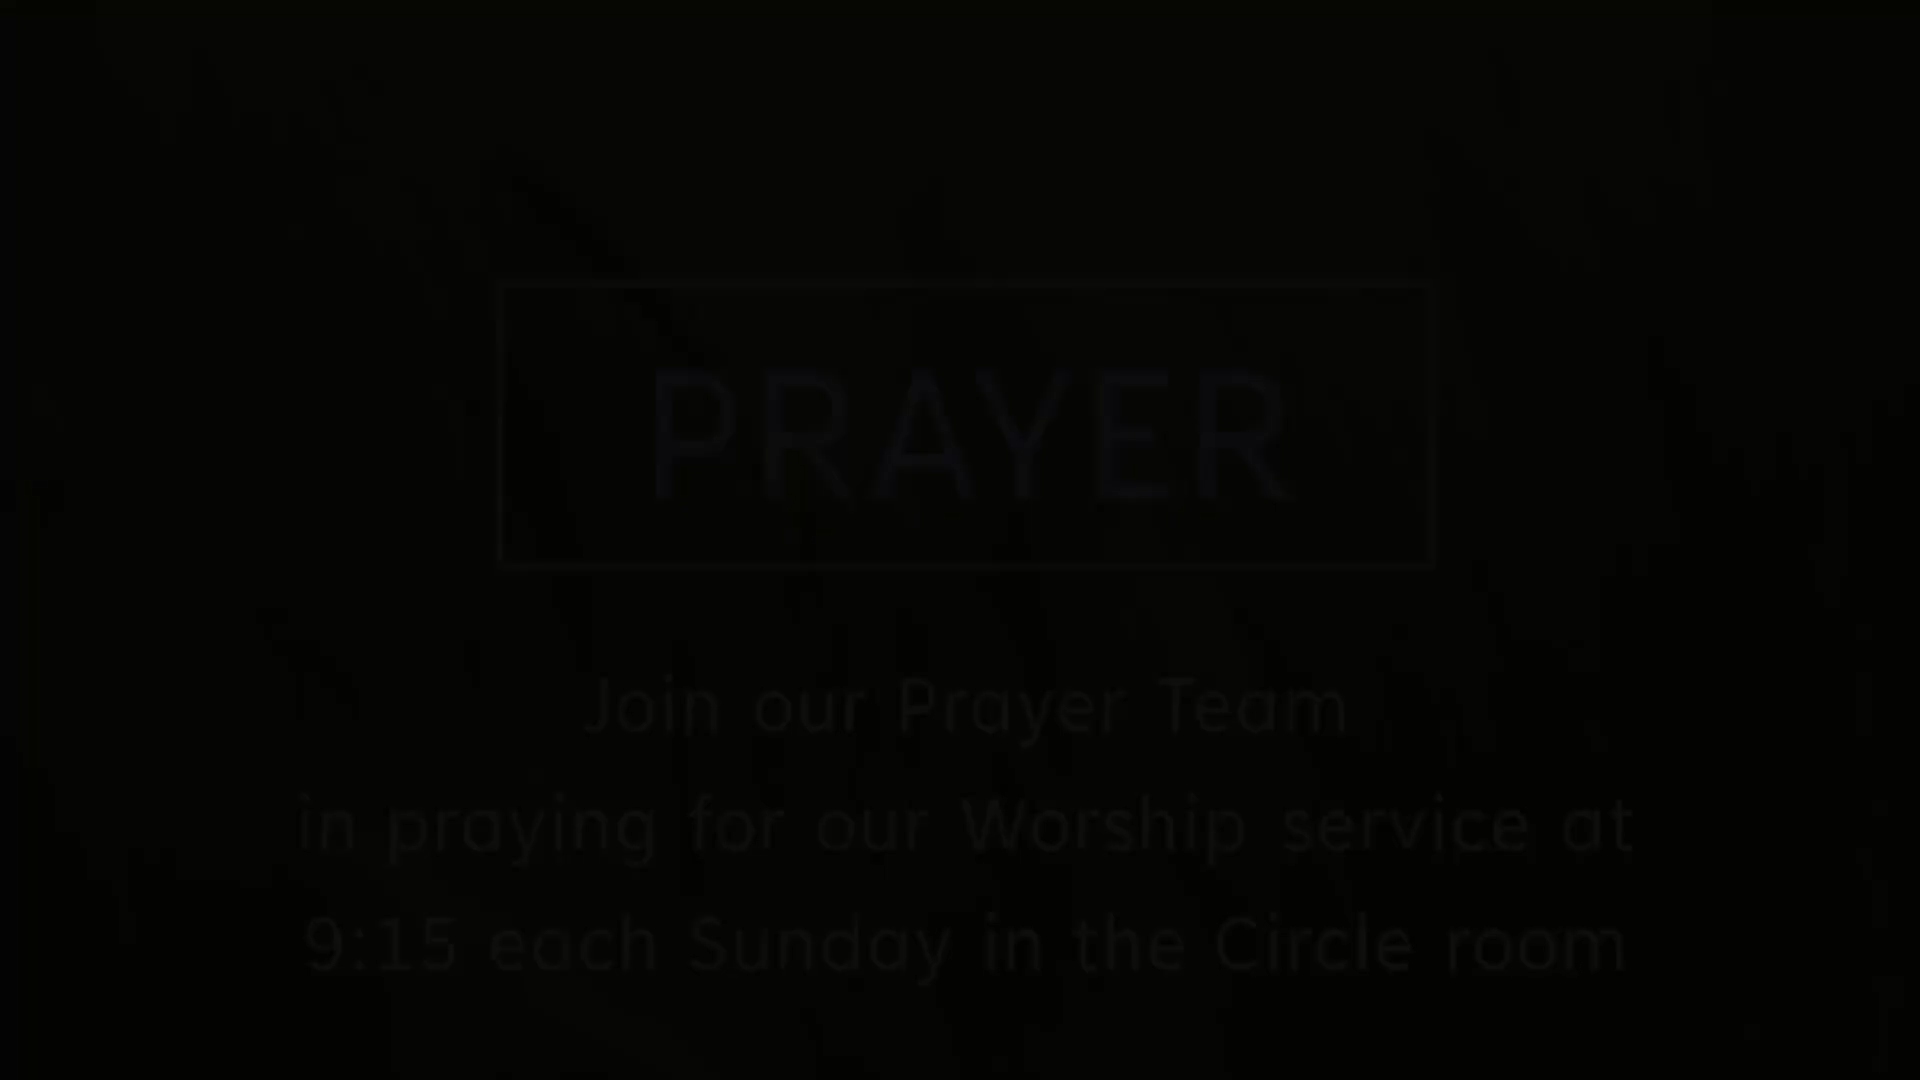 PRAYER
Join our Prayer Team
in praying for our Worship service at
9:15 each Sunday in the Circle room